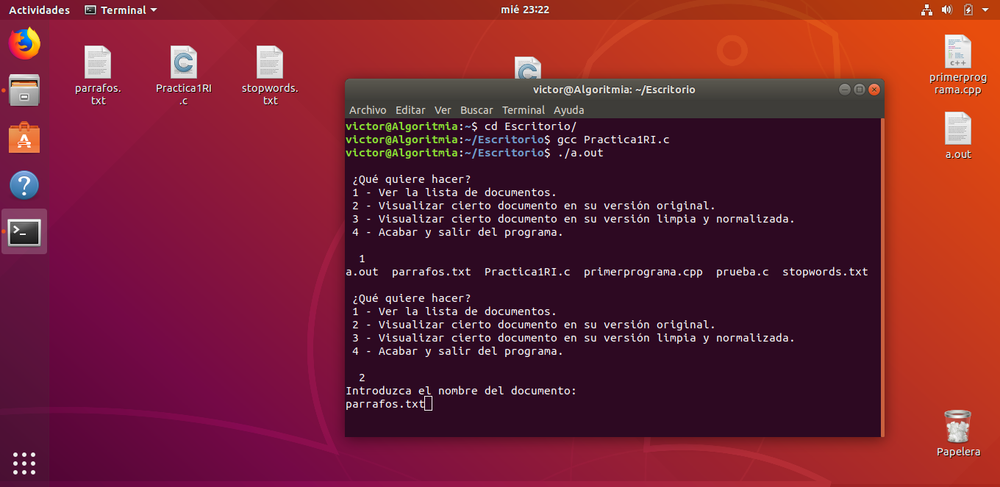 Actividades
Terminal
mié 23:22
parrafos.
txt
Practica1RI
.c
stopwords.
txt
primerprog
rama.cpp
a.out
Papelera
victor@Algoritmia: ~/Escritorio
Archivo Editar Ver Buscar Terminal Ayuda
victor@Algoritmia:~$ cd Escritorio/
victor@Algoritmia:~/Escritorio$ gcc Practica1RI.c
victor@Algoritmia:~/Escritorio$ ./a.out
¿Qué quiere hacer?
1 - Ver la lista de documentos.
2 - Visualizar cierto documento en su versión original.
3 - Visualizar cierto documento en su versión limpia y normalizada.
4 - Acabar y salir del programa.
1
a.out  parrafos.txt  Practica1RI.c  primerprograma.cpp  prueba.c  stopwords.txt
¿Qué quiere hacer?
1 - Ver la lista de documentos.
2 - Visualizar cierto documento en su versión original.
3 - Visualizar cierto documento en su versión limpia y normalizada.
4 - Acabar y salir del programa.
2
Introduzca el nombre del documento:
parrafos.txt